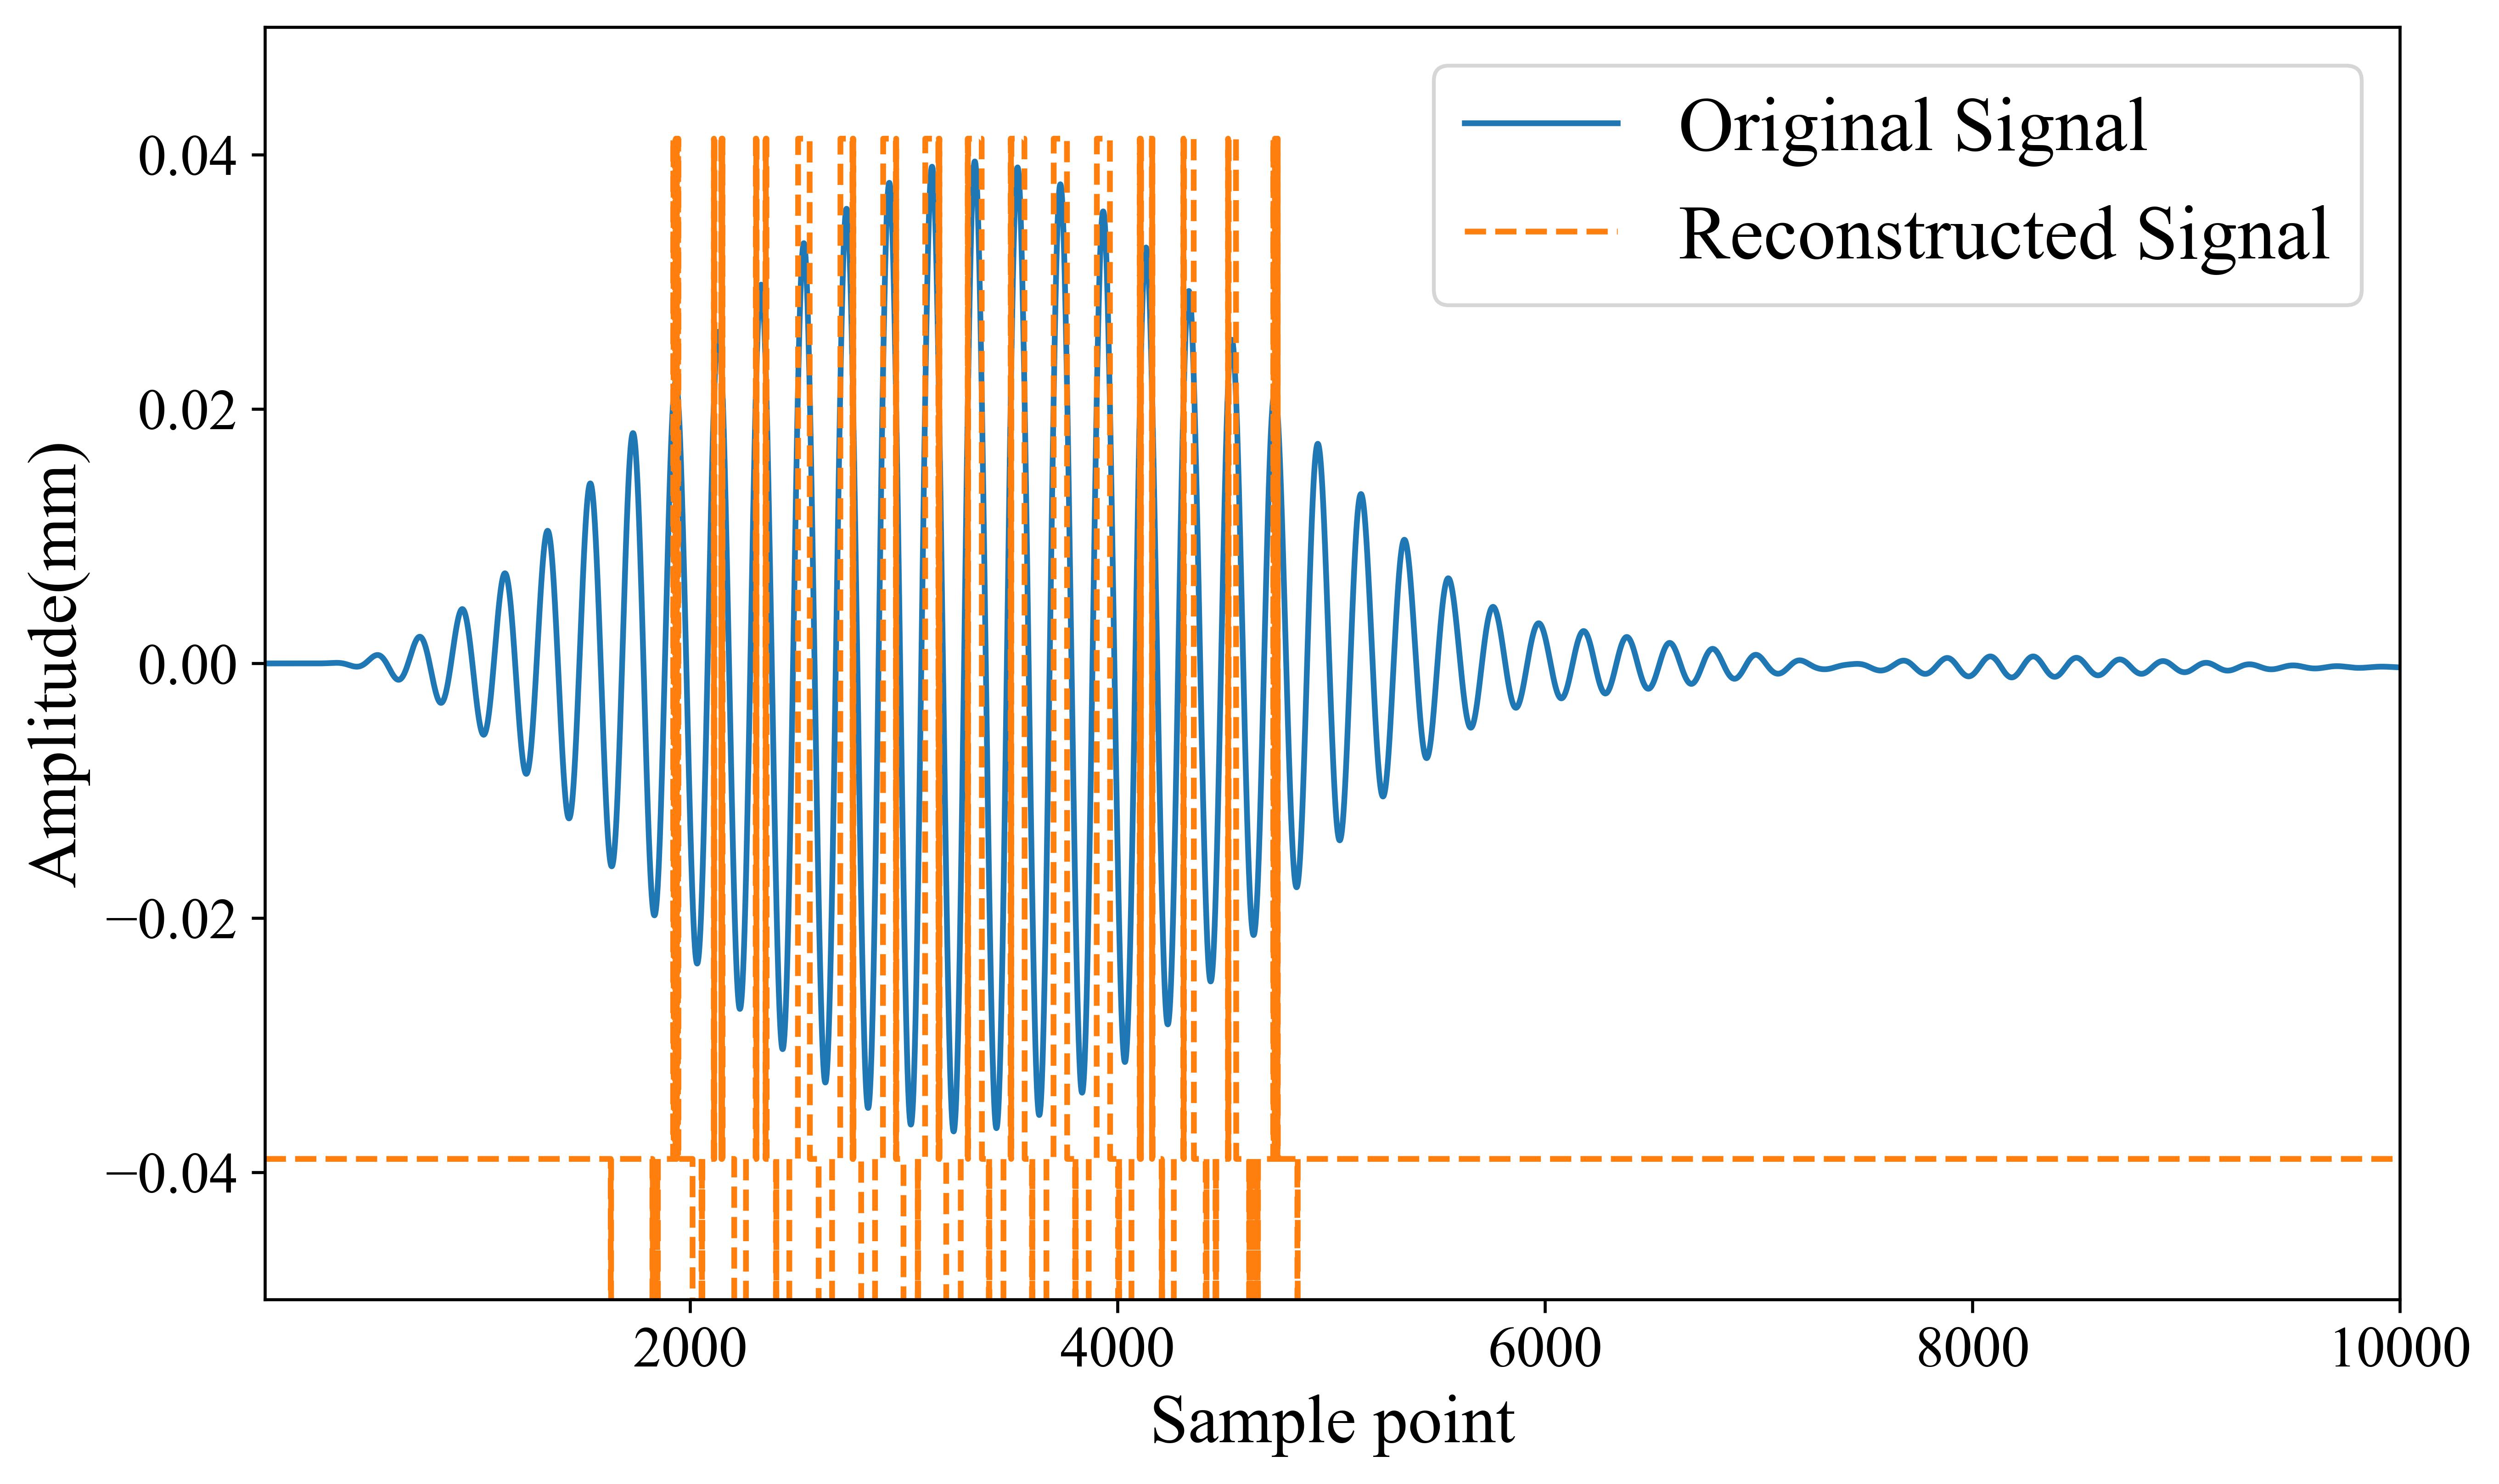 Original Signal
Reconstructed Signal
0.04
0.02
0.00
−0.02
−0.04
Amplitude(mm)
2000 4000 6000 8000 10000
Sample point